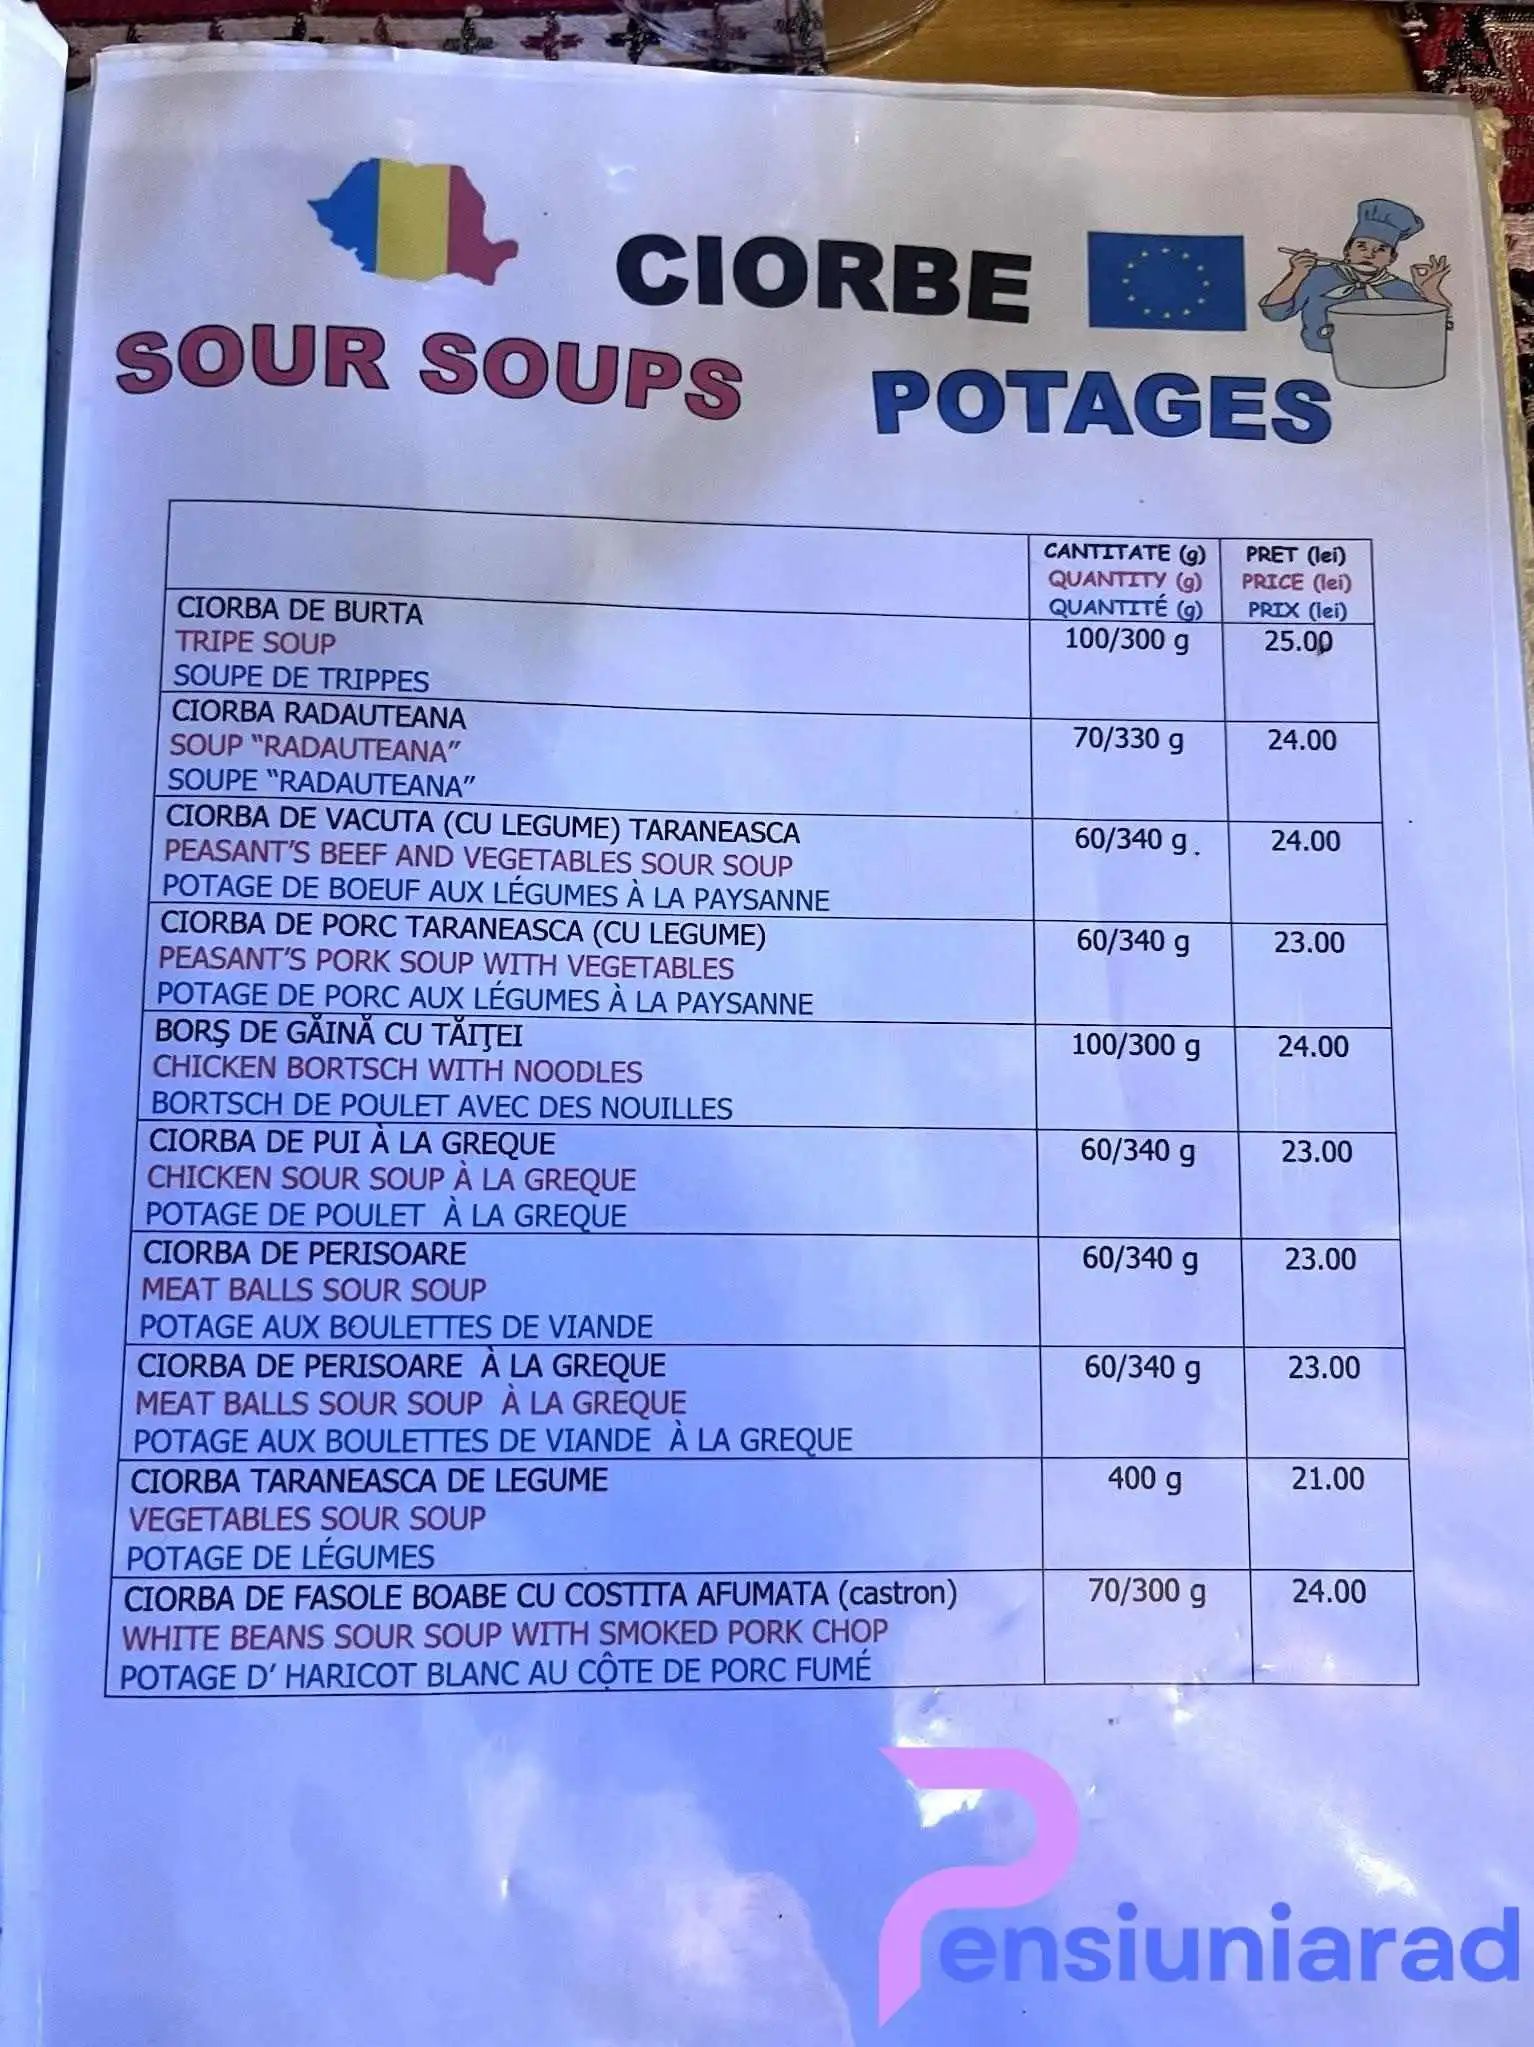 CIORBE
SOUR SOUPS POTAGES
CANTITATE (g) PRET (lei)
QUANTITY (g) PRICE (lei)
QUANTITÉ (g) PRIX (lei)
CIORBA DE BURTA 100/300 g 25.00
TRIPE SOUP
SOUPE DE TRIPPES
CIORBA RADAUTEANA 70/330 g 24.00
SOUP “RADAUTEANA”
SOUPE “RADAUTEANA”
CIORBA DE VACUTA (CU LEGUME) TARANEASCA 60/340 g. 24.00
PEASANT’S BEEF AND VEGETABLES SOUR SOUP
POTAGE DE BOEUF AUX LÉGUMES À LA PAYSANNE
CIORBA DE PORC TARANEASCA (CU LEGUME) 60/340 g 23.00
PEASANT’S PORK SOUP WITH VEGETABLES
POTAGE DE PORC AUX LÉGUMES À LA PAYSANNE
BORŞ DE GĂINĂ CU TĂIŢEI 100/300 g 24.00
CHICKEN BORTSCH WITH NOODLES
BORTSCH DE POULET AVEC DES NOUILLES
CIORBA DE PUI À LA GREQUE 60/340 g 23.00
CHICKEN SOUR SOUP À LA GREQUE
POTAGE DE POULET À LA GREQUE
CIORBA DE PERISOARE 60/340 g 23.00
MEAT BALLS SOUR SOUP
POTAGE AUX BOULETTES DE VIANDE
CIORBA DE PERISOARE À LA GREQUE 60/340 g 23.00
MEAT BALLS SOUR SOUP À LA GREQUE
POTAGE AUX BOULETTES DE VIANDE À LA GREQUE
CIORBA TARANEASCA DE LEGUME 400 g 21.00
VEGETABLES SOUR SOUP
POTAGE DE LÉGUMES
CIORBA DE FASOLE BOABE CU COSTITA AFUMATA (castron) 70/300 g 24.00
WHITE BEANS SOUR SOUP WITH SMOKED PORK CHOP
POTAGE D’ HARICOT BLANC AU CÔTE DE PORC FUMÉ
Pensiuniarad